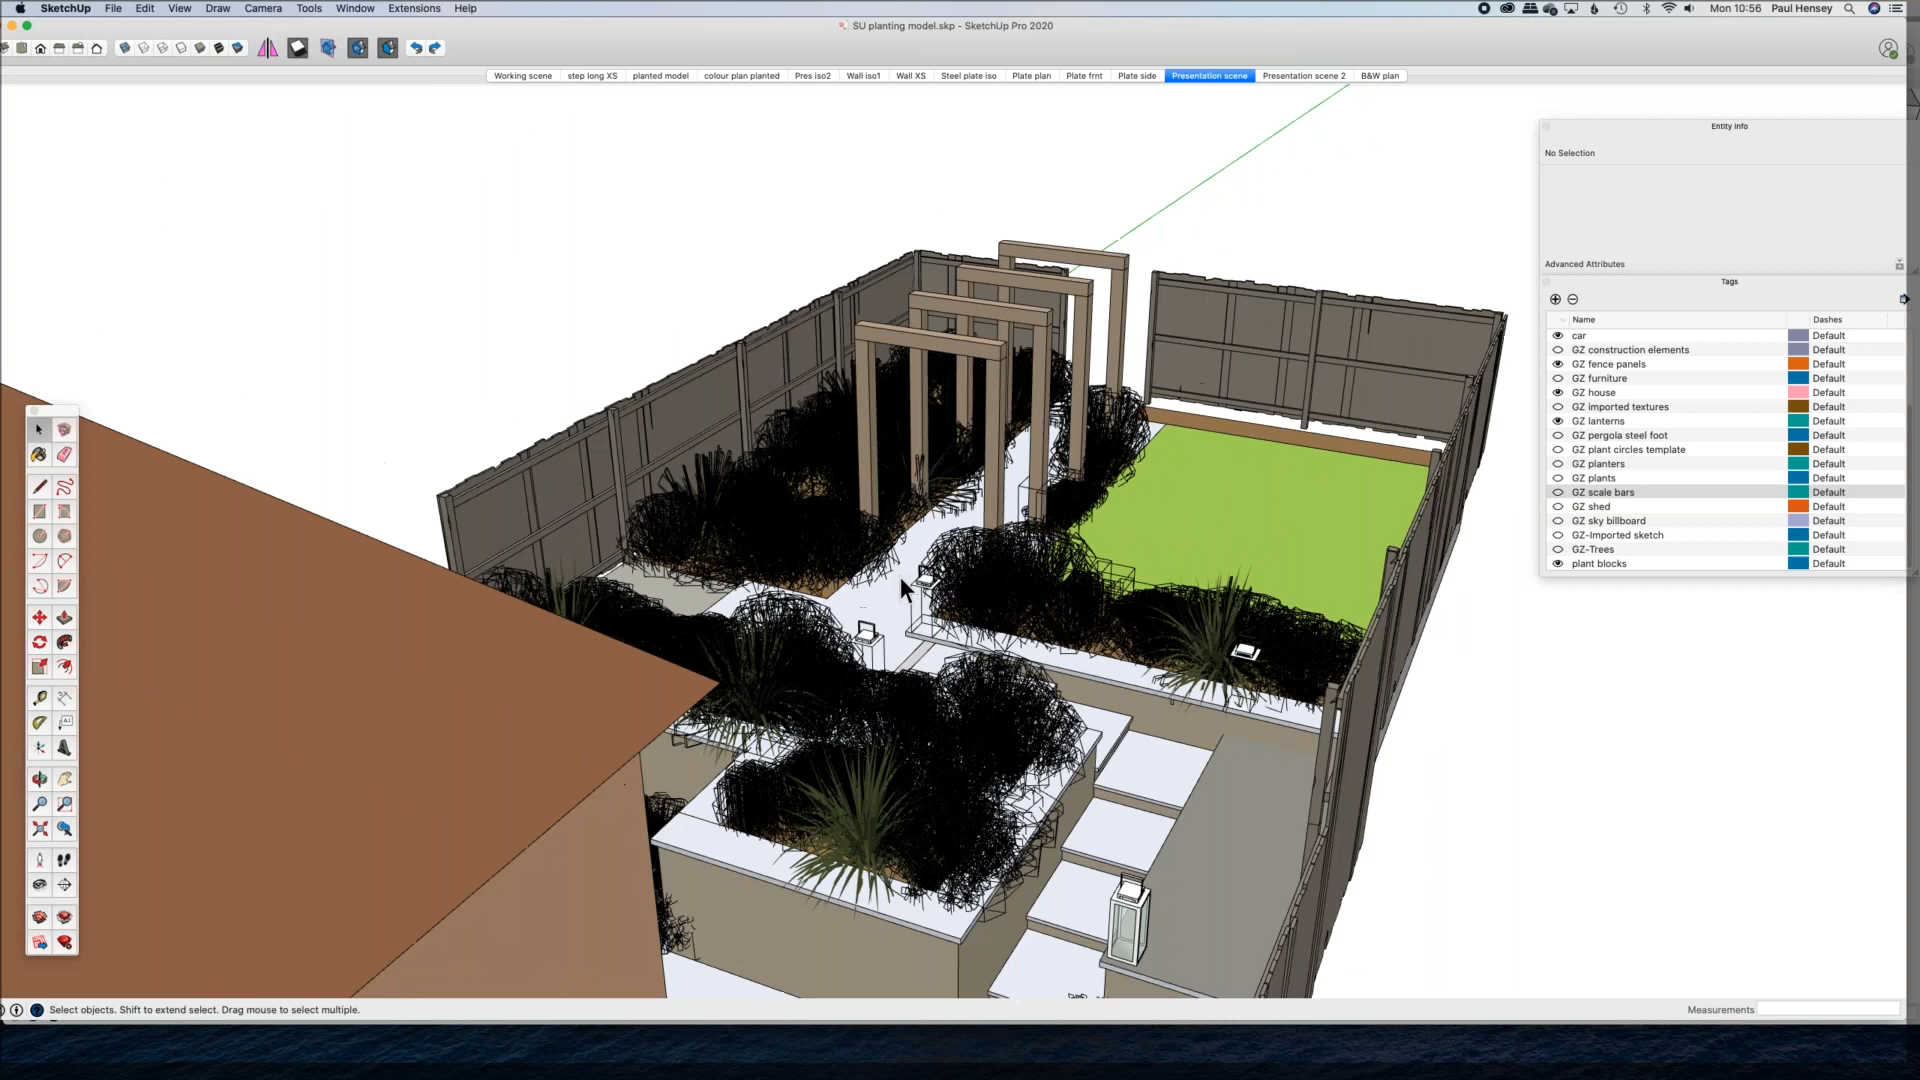 SketchUp File Edit View Draw Camera Tools Window Extensions Help Mon 10:56 Paul Hensey
SU planting model.skp - SketchUp Pro 2020
Working scene step long XS planted model colour plan planted Pres iso2 Wall iso1 Wall XS Steel plate iso Plate plan Plate frnt Plate side Presentation scene Presentation scene 2 B&W plan
Entity Info
No Selection
Advanced Attributes
Tags
Name Dashes
car Default
GZ construction elements Default
GZ fence panels Default
GZ furniture Default
GZ house Default
GZ imported textures Default
GZ lanterns Default
GZ pergola steel foot Default
GZ plant circles template Default
GZ planters Default
GZ plants Default
GZ scale bars Default
GZ shed Default
GZ sky billboard Default
GZ-Imported sketch Default
GZ-Trees Default
plant blocks Default
Select objects. Shift to extend select. Drag mouse to select multiple. Measurements